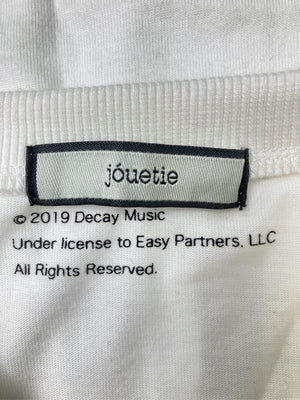 jóuetie
© 2019 Decay Music
Under license to Easy Partners, LLC
All Rights Reserved.